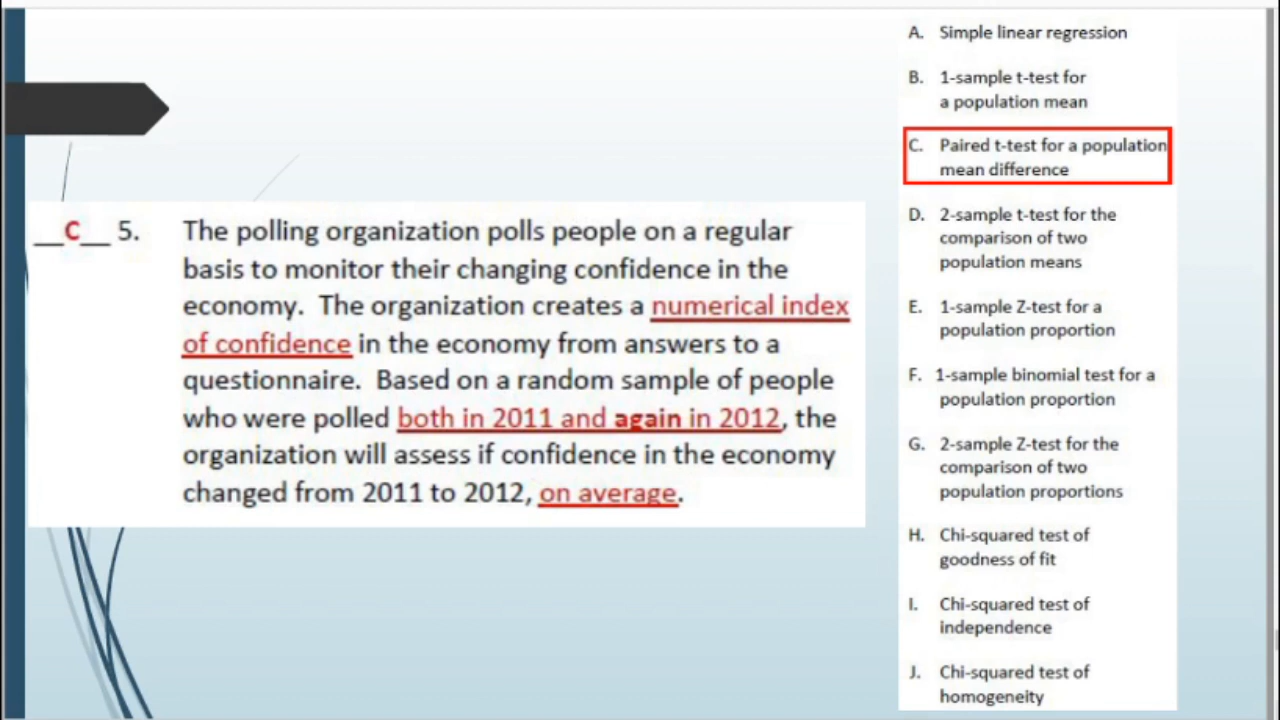 __C__ 5. The polling organization polls people on a regular
basis to monitor their changing confidence in the
economy. The organization creates a numerical index
of confidence in the economy from answers to a
questionnaire. Based on a random sample of people
who were polled both in 2011 and again in 2012, the
organization will assess if confidence in the economy
changed from 2011 to 2012, on average.
A. Simple linear regression
B. 1-sample t-test for
a population mean
C. Paired t-test for a population
mean difference
D. 2-sample t-test for the
comparison of two
population means
E. 1-sample Z-test for a
population proportion
F. 1-sample binomial test for a
population proportion
G. 2-sample Z-test for the
comparison of two
population proportions
H. Chi-squared test of
goodness of fit
I. Chi-squared test of
independence
J. Chi-squared test of
homogeneity